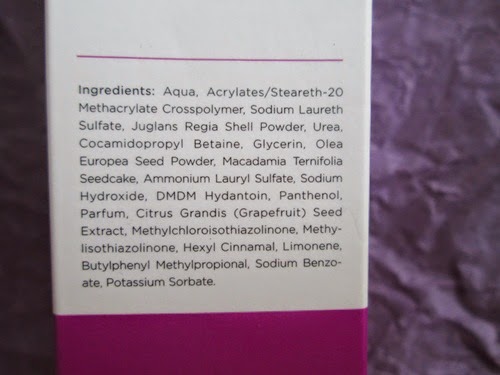 Ingredients: Aqua, Acrylates/Steareth-20
Methacrylate Crosspolymer, Sodium Laureth
Sulfate, Juglans Regia Shell Powder, Urea,
Cocamidopropyl Betaine, Glycerin, Olea
Europea Seed Powder, Macadamia Ternifolia
Seedcake, Ammonium Lauryl Sulfate, Sodium
Hydroxide, DMDM Hydantoin, Panthenol,
Parfum, Citrus Grandis (Grapefruit) Seed
Extract, Methylchloroisothiazolinone, Methy-
lisothiazolinone, Hexyl Cinnamal, Limonene,
Butylphenyl Methylpropional, Sodium Benzo-
ate, Potassium Sorbate.